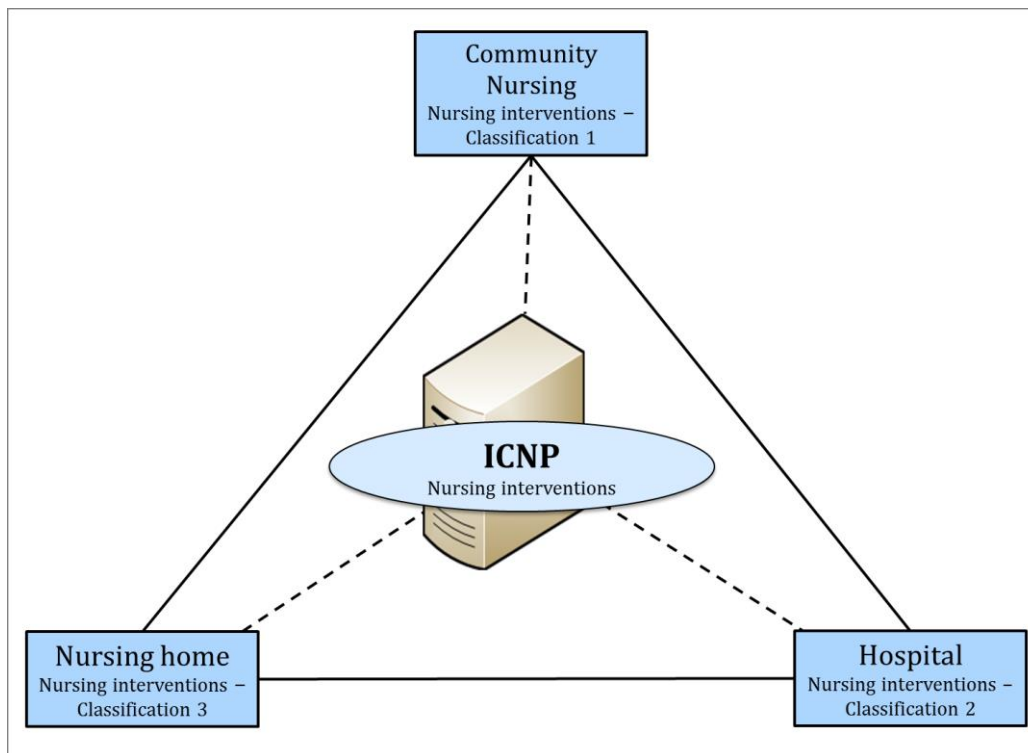 Community
Nursing
Nursing interventions –
Classification 1
ICNP
Nursing interventions
Nursing home
Nursing interventions –
Classification 3
Hospital
Nursing interventions –
Classification 2